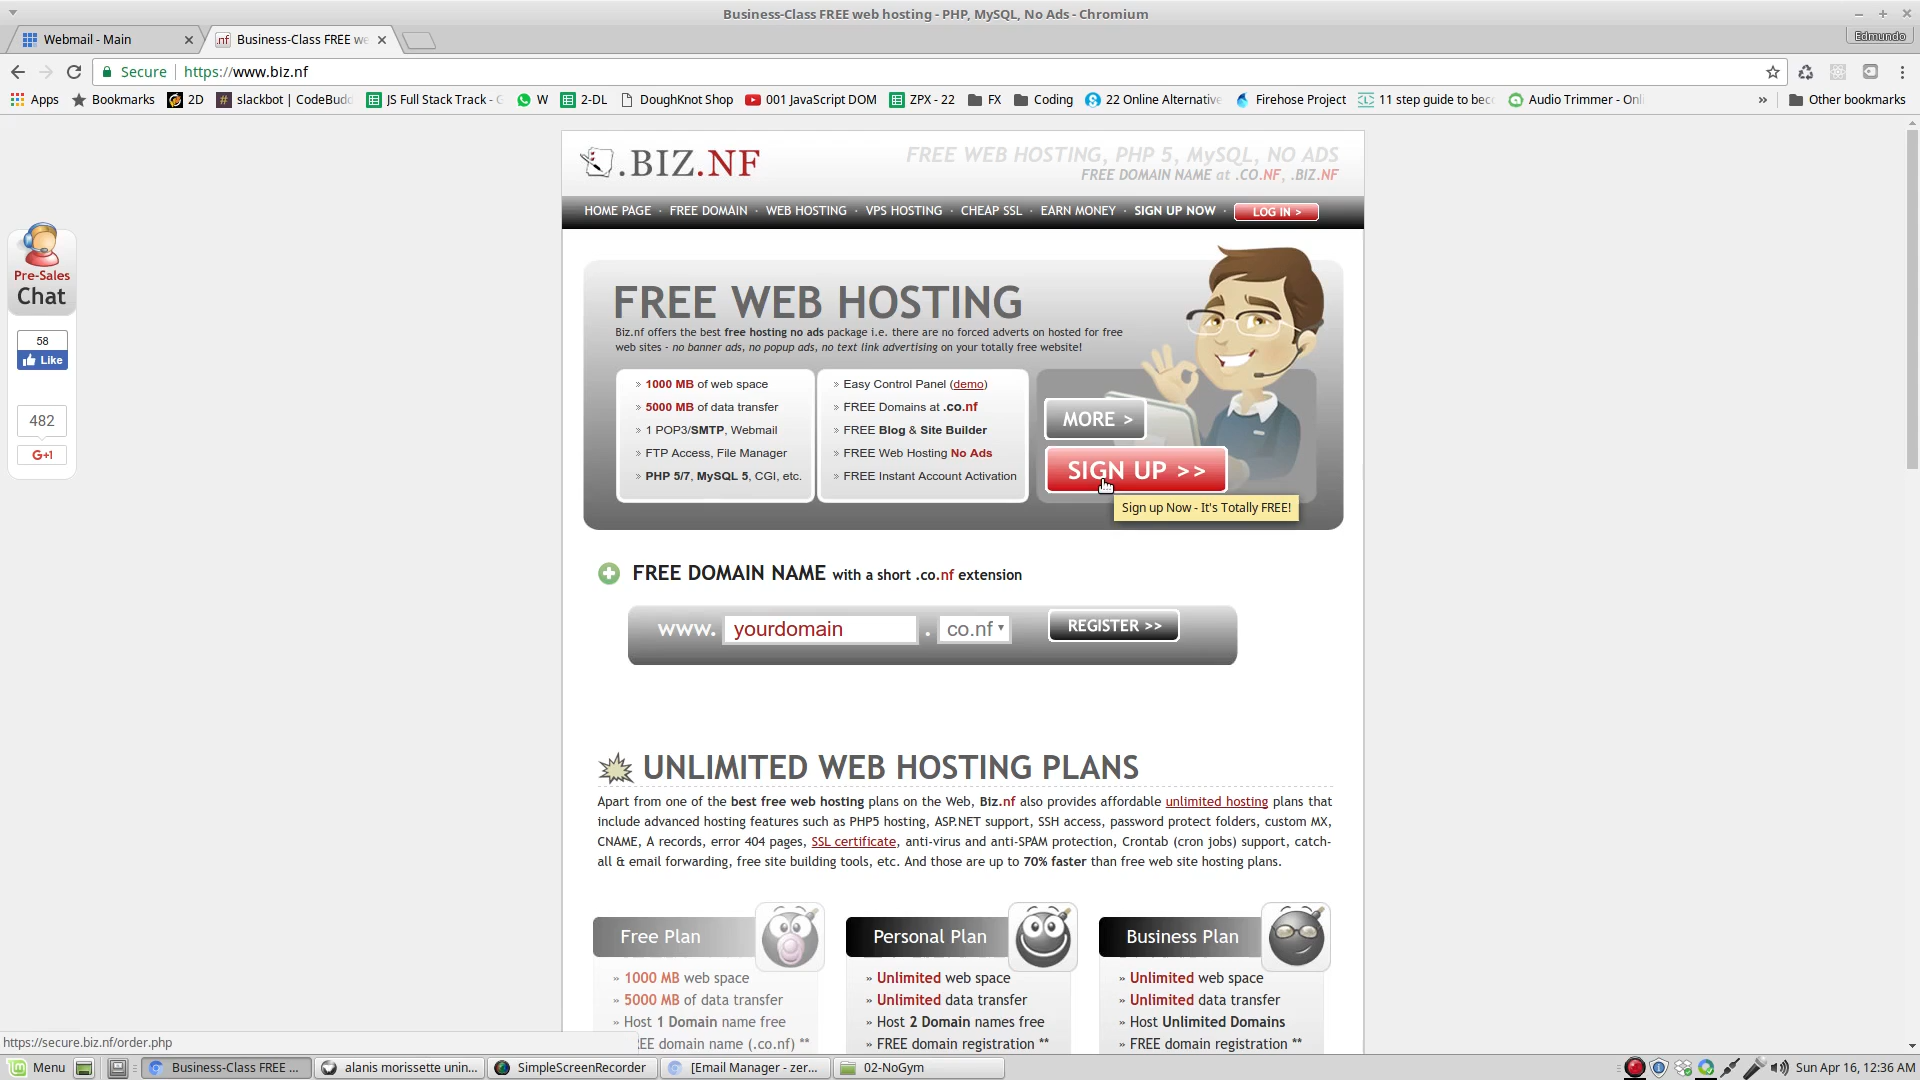 Business-Class FREE web hosting - PHP, MySQL, No Ads - Chromium
Webmail - Main
.nf Business-Class FREE we
Edmundo
Secure https://www.biz.nf
Apps Bookmarks 2D slackbot | CodeBudd JS Full Stack Track - C W 2-DL DoughKnot Shop 001 JavaScript DOM ZPX - 22 FX Coding 22 Online Alternative Firehose Project 11 step guide to bec Audio Trimmer - Onl » Other bookmarks
.BIZ.NF
FREE WEB HOSTING, PHP 5, MySQL, NO ADS
FREE DOMAIN NAME at .CO.NF, .BIZ.NF
HOME PAGE · FREE DOMAIN · WEB HOSTING · VPS HOSTING · CHEAP SSL · EARN MONEY · SIGN UP NOW · LOG IN >
Pre-Sales
Chat
58
Like
482
G+1
FREE WEB HOSTING
Biz.nf offers the best free hosting no ads package i.e. there are no forced adverts on hosted for free
web sites - no banner ads, no popup ads, no text link advertising on your totally free website!
» 1000 MB of web space
» 5000 MB of data transfer
» 1 POP3/SMTP, Webmail
» FTP Access, File Manager
» PHP 5/7, MySQL 5, CGI, etc.
» Easy Control Panel (demo)
» FREE Domains at .co.nf
» FREE Blog & Site Builder
» FREE Web Hosting No Ads
» FREE Instant Account Activation
MORE >
SIGN UP >>
Sign up Now - It's Totally FREE!
FREE DOMAIN NAME with a short .co.nf extension
www. yourdomain . co.nf REGISTER >>
UNLIMITED WEB HOSTING PLANS
Apart from one of the best free web hosting plans on the Web, Biz.nf also provides affordable unlimited hosting plans that
include advanced hosting features such as PHP5 hosting, ASP.NET support, SSH access, password protect folders, custom MX,
CNAME, A records, error 404 pages, SSL certificate, anti-virus and anti-SPAM protection, Crontab (cron jobs) support, catch-
all & email forwarding, free site building tools, etc. And those are up to 70% faster than free web site hosting plans.
Free Plan
» 1000 MB web space
» 5000 MB of data transfer
» Host 1 Domain name free
EE domain name (.co.nf) **
Personal Plan
» Unlimited web space
» Unlimited data transfer
» Host 2 Domain names free
» FREE domain registration **
Business Plan
» Unlimited web space
» Unlimited data transfer
» Host Unlimited Domains
» FREE domain registration **
https://secure.biz.nf/order.php
Menu Business-Class FREE ... alanis morissette unin... SimpleScreenRecorder [Email Manager - zer... 02-NoGym Sun Apr 16, 12:36 AM